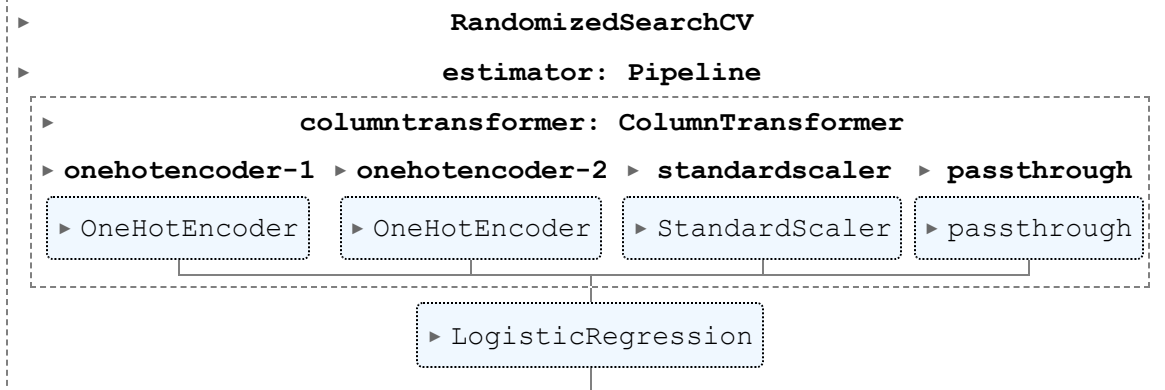 ▸ RandomizedSearchCV
▸ estimator: Pipeline
▸ columntransformer: ColumnTransformer
▸ onehotencoder-1 ▸ onehotencoder-2 ▸ standardscaler ▸ passthrough
▸ OneHotEncoder ▸ OneHotEncoder ▸ StandardScaler ▸ passthrough
▸ LogisticRegression